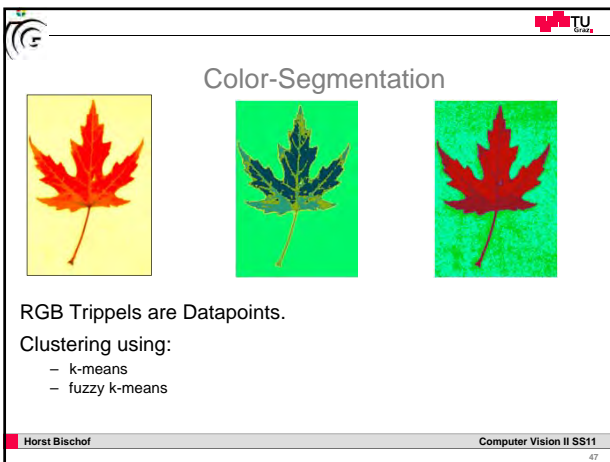 TU
Graz
Color-Segmentation
RGB Trippels are Datapoints.
Clustering using:
– k-means
– fuzzy k-means
Horst Bischof Computer Vision II SS11
47